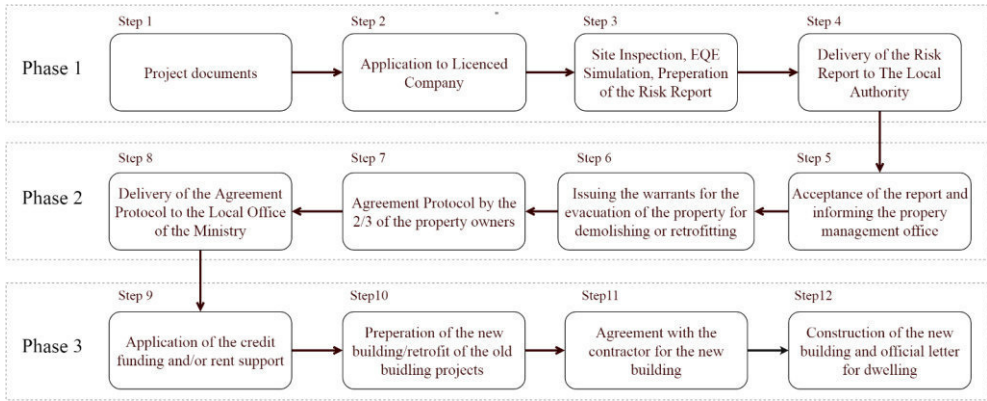 Step 1
Step 2
Step 3
Step 4
Phase 1
Project documents
Application to Licenced
Company
Site Inspection, EQE
Simulation, Preperation
of the Risk Report
Delivery of the Risk
Report to The Local
Authority
Step 8
Step 7
Step 6
Step 5
Phase 2
Delivery of the Agreement
Protocol to the Local Office
of the Ministry
Agreement Protocol by the
2/3 of the property owners
Issuing the warrants for the
evacuation of the property for
demolishing or retrofitting
Acceptance of the report and
informing the propery
management office
Step 9
Step10
Step11
Step12
Phase 3
Application of the credit
funding and/or rent support
Preperation of the new
building/retrofit of the old
buidling projects
Agreement with the
contractor for the new
building
Construction of the new
building and official letter
for dwelling